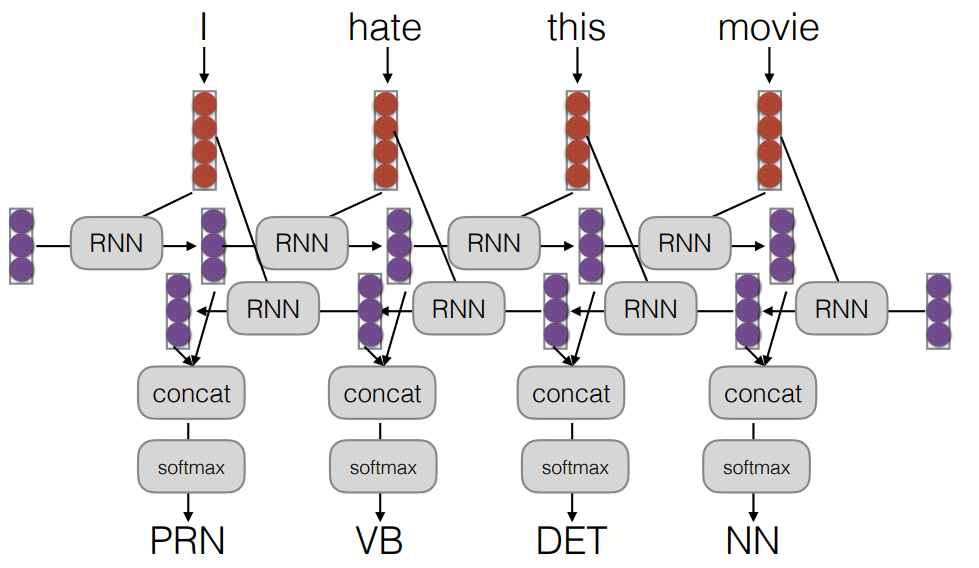 I hate this movie
RNN RNN RNN RNN
RNN RNN RNN RNN
concat concat concat concat
softmax softmax softmax softmax
PRN VB DET NN